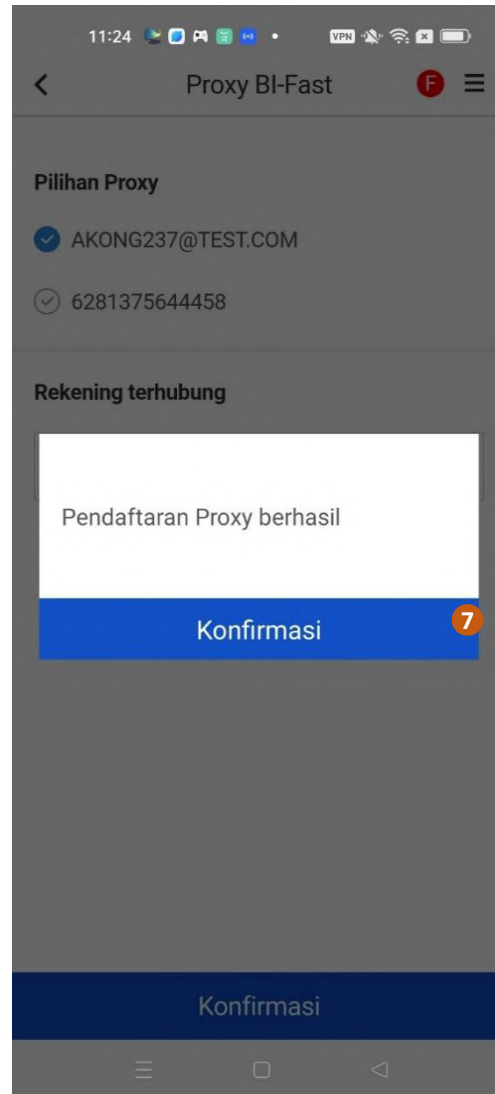 11:24
VPN
Proxy BI-Fast
F
Pilihan Proxy
AKONG237@TEST.COM
6281375644458
Rekening terhubung
Pendaftaran Proxy berhasil
Konfirmasi
7
Konfirmasi